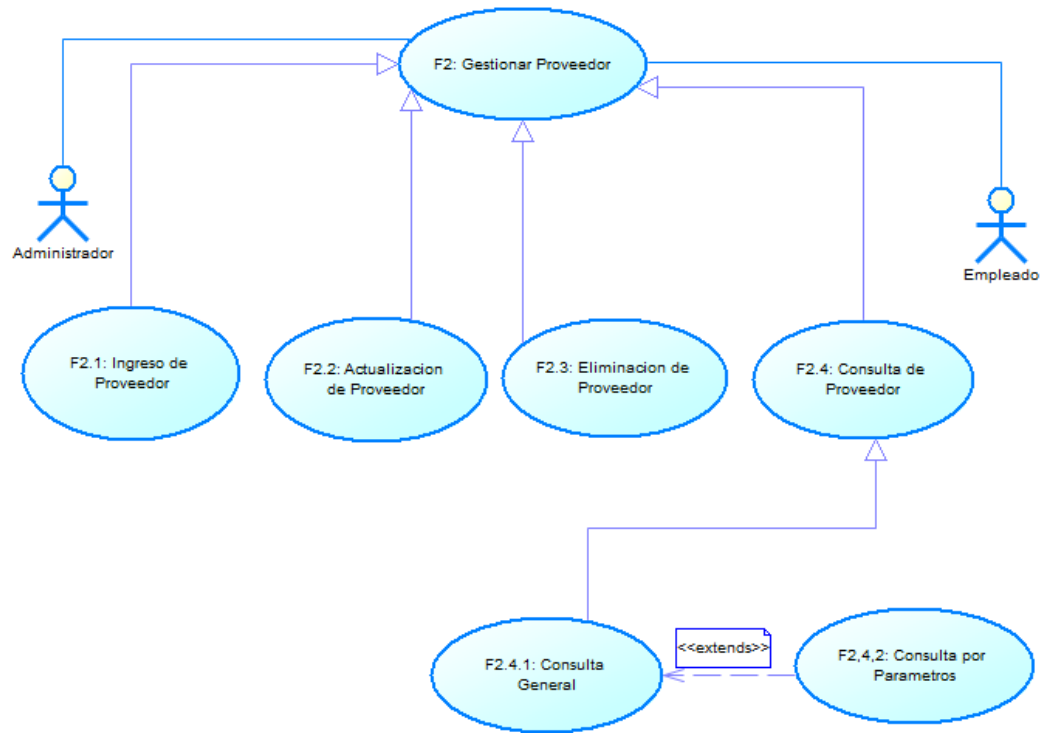 F2: Gestionar Proveedor
Administrador
Empleado
F2.1: Ingreso de
Proveedor
F2.2: Actualizacion
de Proveedor
F2.3: Eliminacion de
Proveedor
F2.4: Consulta de
Proveedor
F2.4.1: Consulta
General
<<extends>>
F2,4,2: Consulta por
Parametros